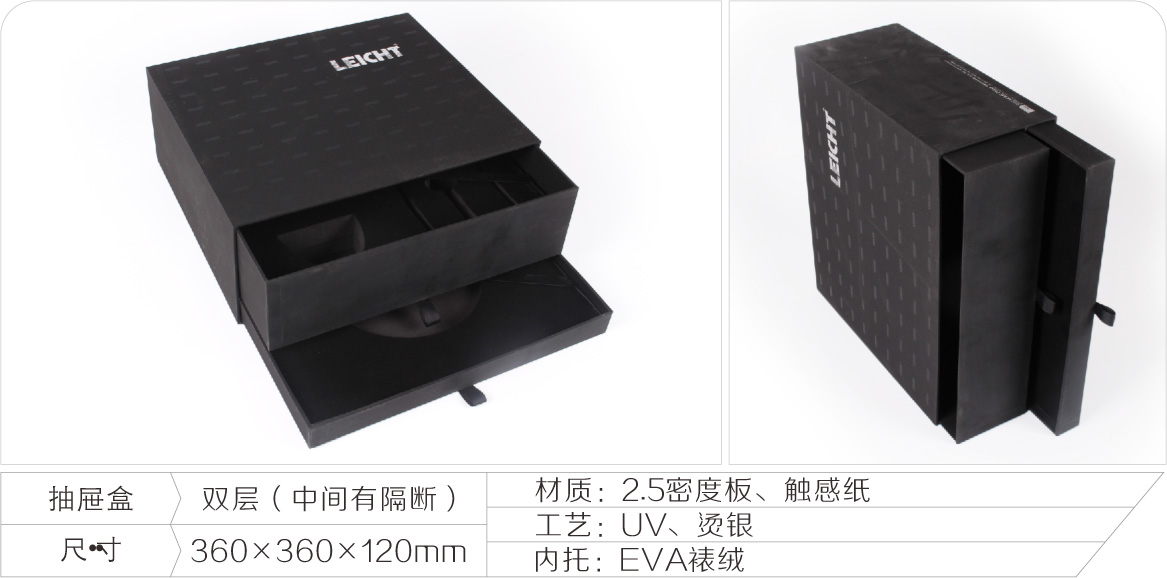 LEICHT
LEICHT
抽屉盒
双层（中间有隔断）
尺寸
360×360×120mm
材质：2.5密度板、触感纸
工艺：UV、烫银
内托：EVA裱绒